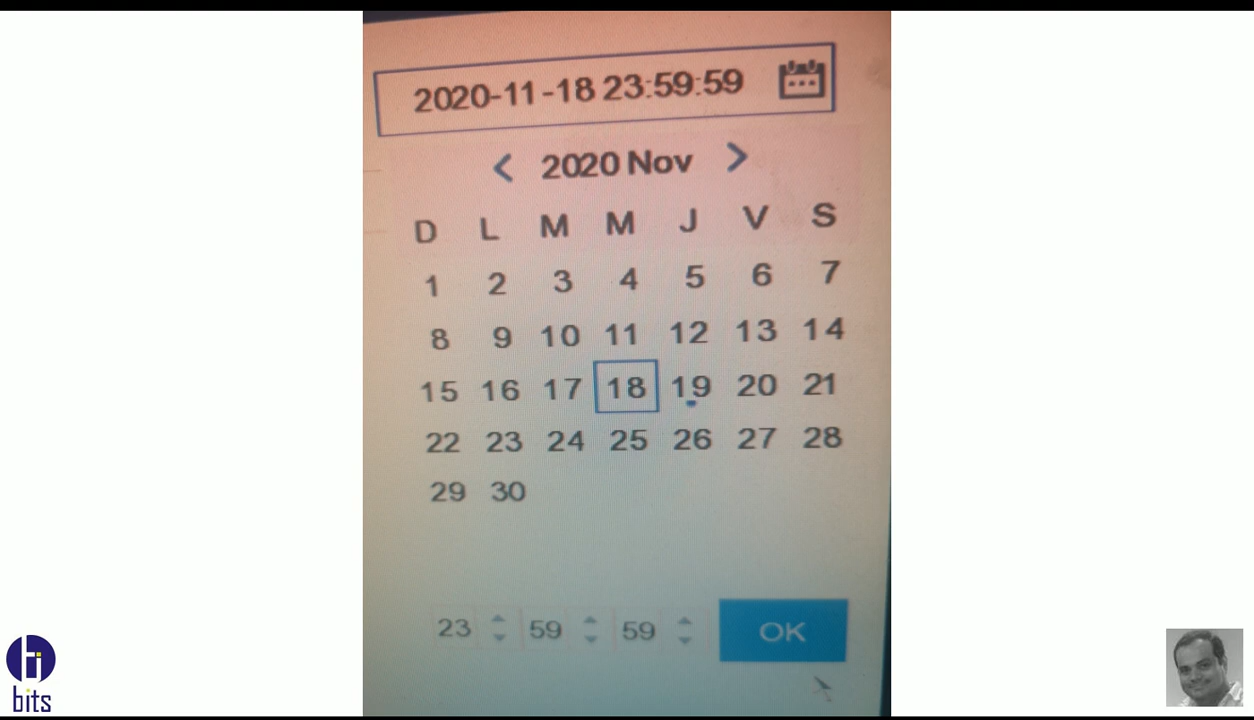 2020-11-18 23:59:59
2020 Nov
D L M M J V S
1 2 3 4 5 6 7
8 9 10 11 12 13 14
15 16 17 18 19 20 21
22 23 24 25 26 27 28
29 30
23 59 59 OK
bits